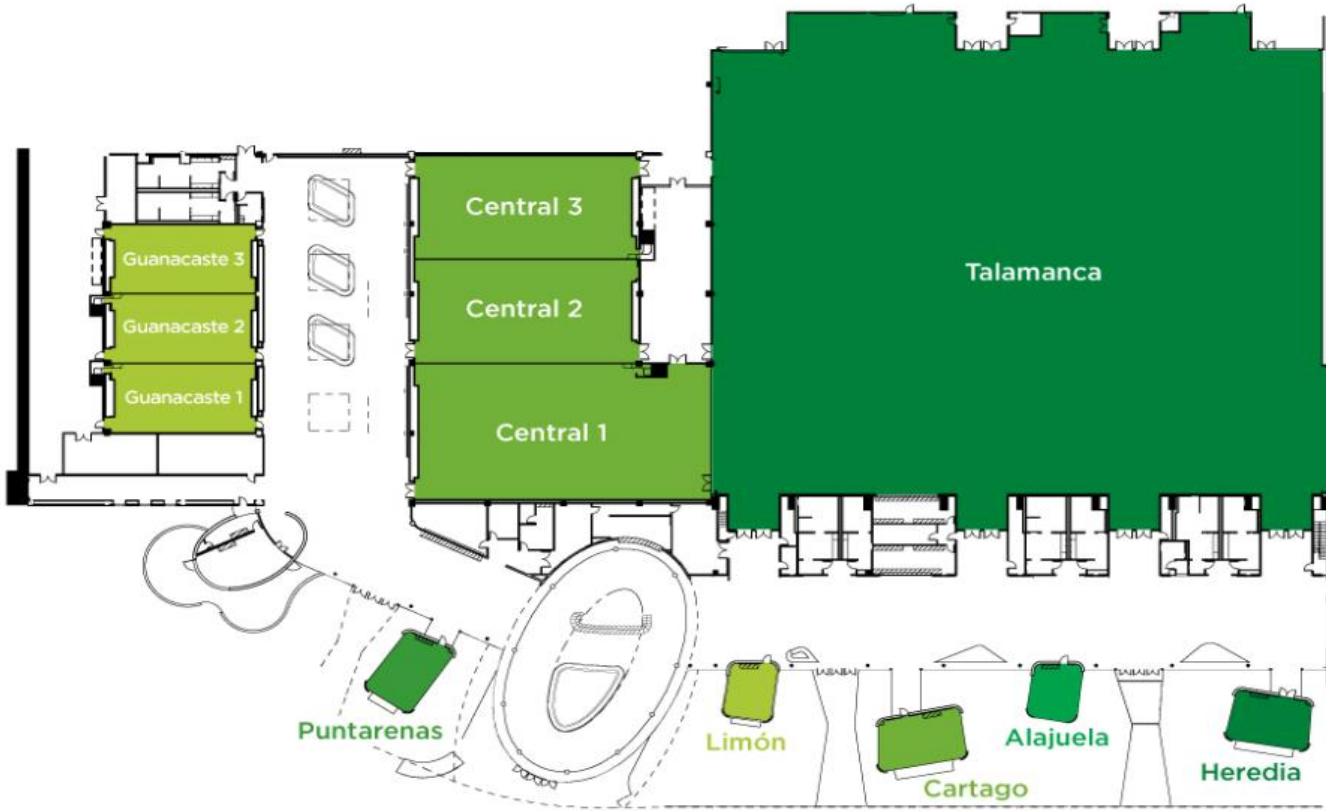 Central 3
Guanacaste 3
Talamanca
Central 2
Guanacaste 2
Guanacaste 1
Central 1
Puntarenas
Limón
Alajuela
Cartago
Heredia